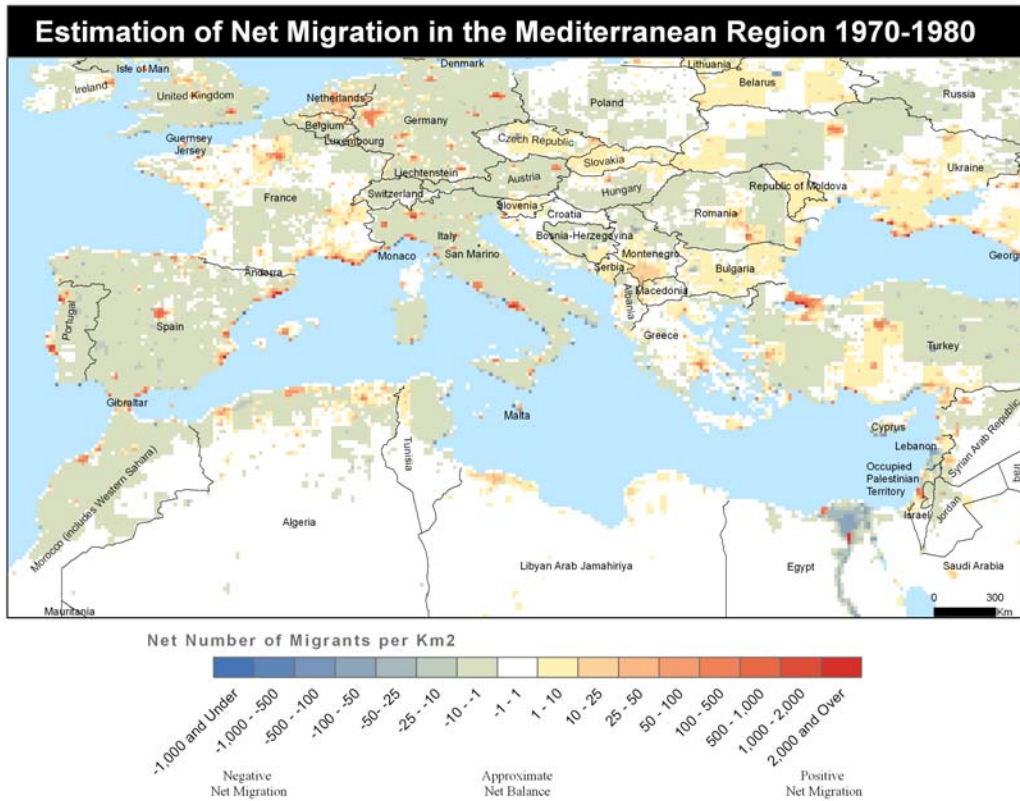 Estimation of Net Migration in the Mediterranean Region 1970-1980
Isle of Man
Denmark
Lithuania
Belarus
Ireland
United Kingdom
Netherlands
Poland
Russia
Belgium
Germany
Guernsey
Jersey
Luxembourg
Czech Republic
Slovakia
Ukraine
Liechtenstein
Austria
Hungary
Republic of Moldova
France
Switzerland
Slovenia
Croatia
Romania
Italy
Bosnia-Herzegovina
Monaco
San Marino
Montenegro
Georg
Andorra
Serbia
Bulgaria
Macedonia
Albania
Portugal
Spain
Greece
Turkey
Gibraltar
Malta
Cyprus
Tunisia
Lebanon
Syrian Arab Republic
Occupied
Palestinian
Territory
Iraq
Morocco (includes Western Sahara)
Algeria
Israel
Jordan
Libyan Arab Jamahiriya
Egypt
Saudi Arabia
Mauritania
0 300
Km
Net Number of Migrants per Km2
-1,000 and Under
-1,000 - -500
-500 - -100
-100 - -50
-50 - -25
-25 - -10
-10 - -1
-1 - 1
1 - 10
10 - 25
25 - 50
50 - 100
100 - 500
500 - 1,000
1,000 - 2,000
2,000 and Over
Negative
Net Migration
Approximate
Net Balance
Positive
Net Migration